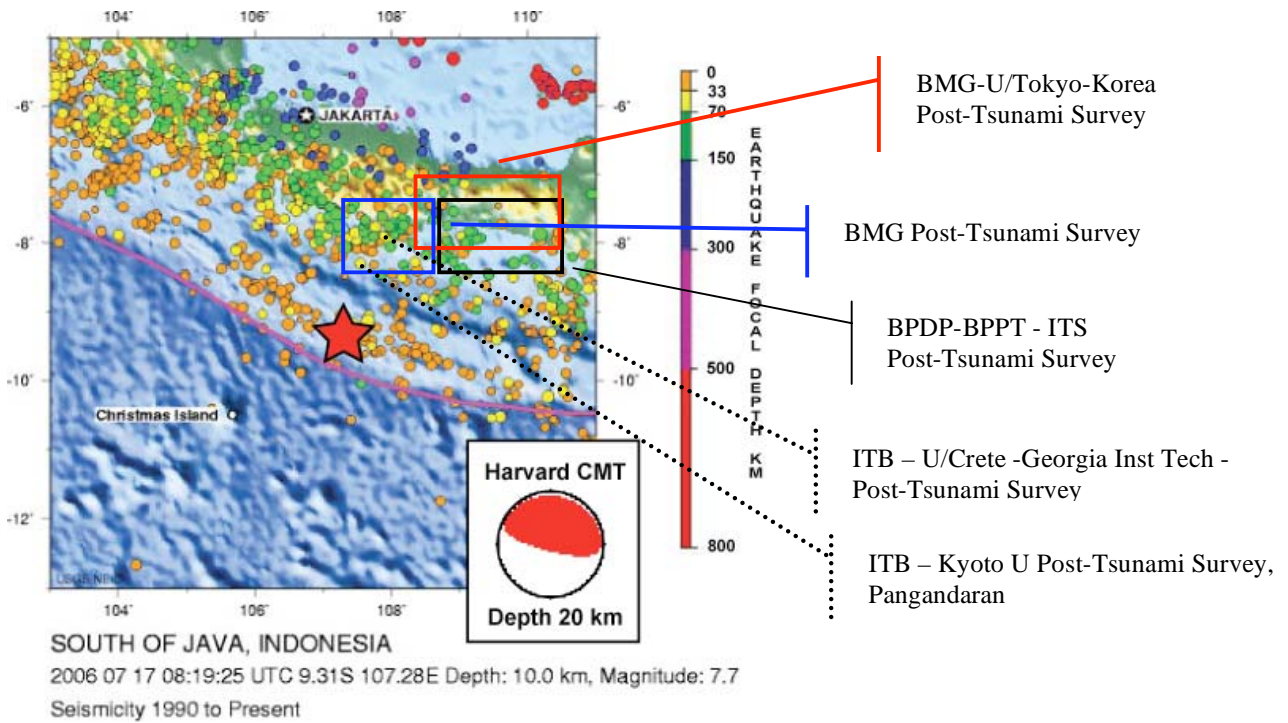 104°
106°
108°
110°
-6°
-8°
-10°
-12°
JAKARTA
Christmas Island
-6°
-8°
-10°
104°
106°
108°
0
33
70
150
300
500
800
EARTHQUAKE FOCAL DEPTH KM
BMG-U/Tokyo-Korea
Post-Tsunami Survey
BMG Post-Tsunami Survey
BPDP-BPPT - ITS
Post-Tsunami Survey
ITB – U/Crete -Georgia Inst Tech -
Post-Tsunami Survey
ITB – Kyoto U Post-Tsunami Survey,
Pangandaran
Harvard CMT
Depth 20 km
SOUTH OF JAVA, INDONESIA
2006 07 17 08:19:25 UTC 9.31S 107.28E Depth: 10.0 km, Magnitude: 7.7
Seismicity 1990 to Present